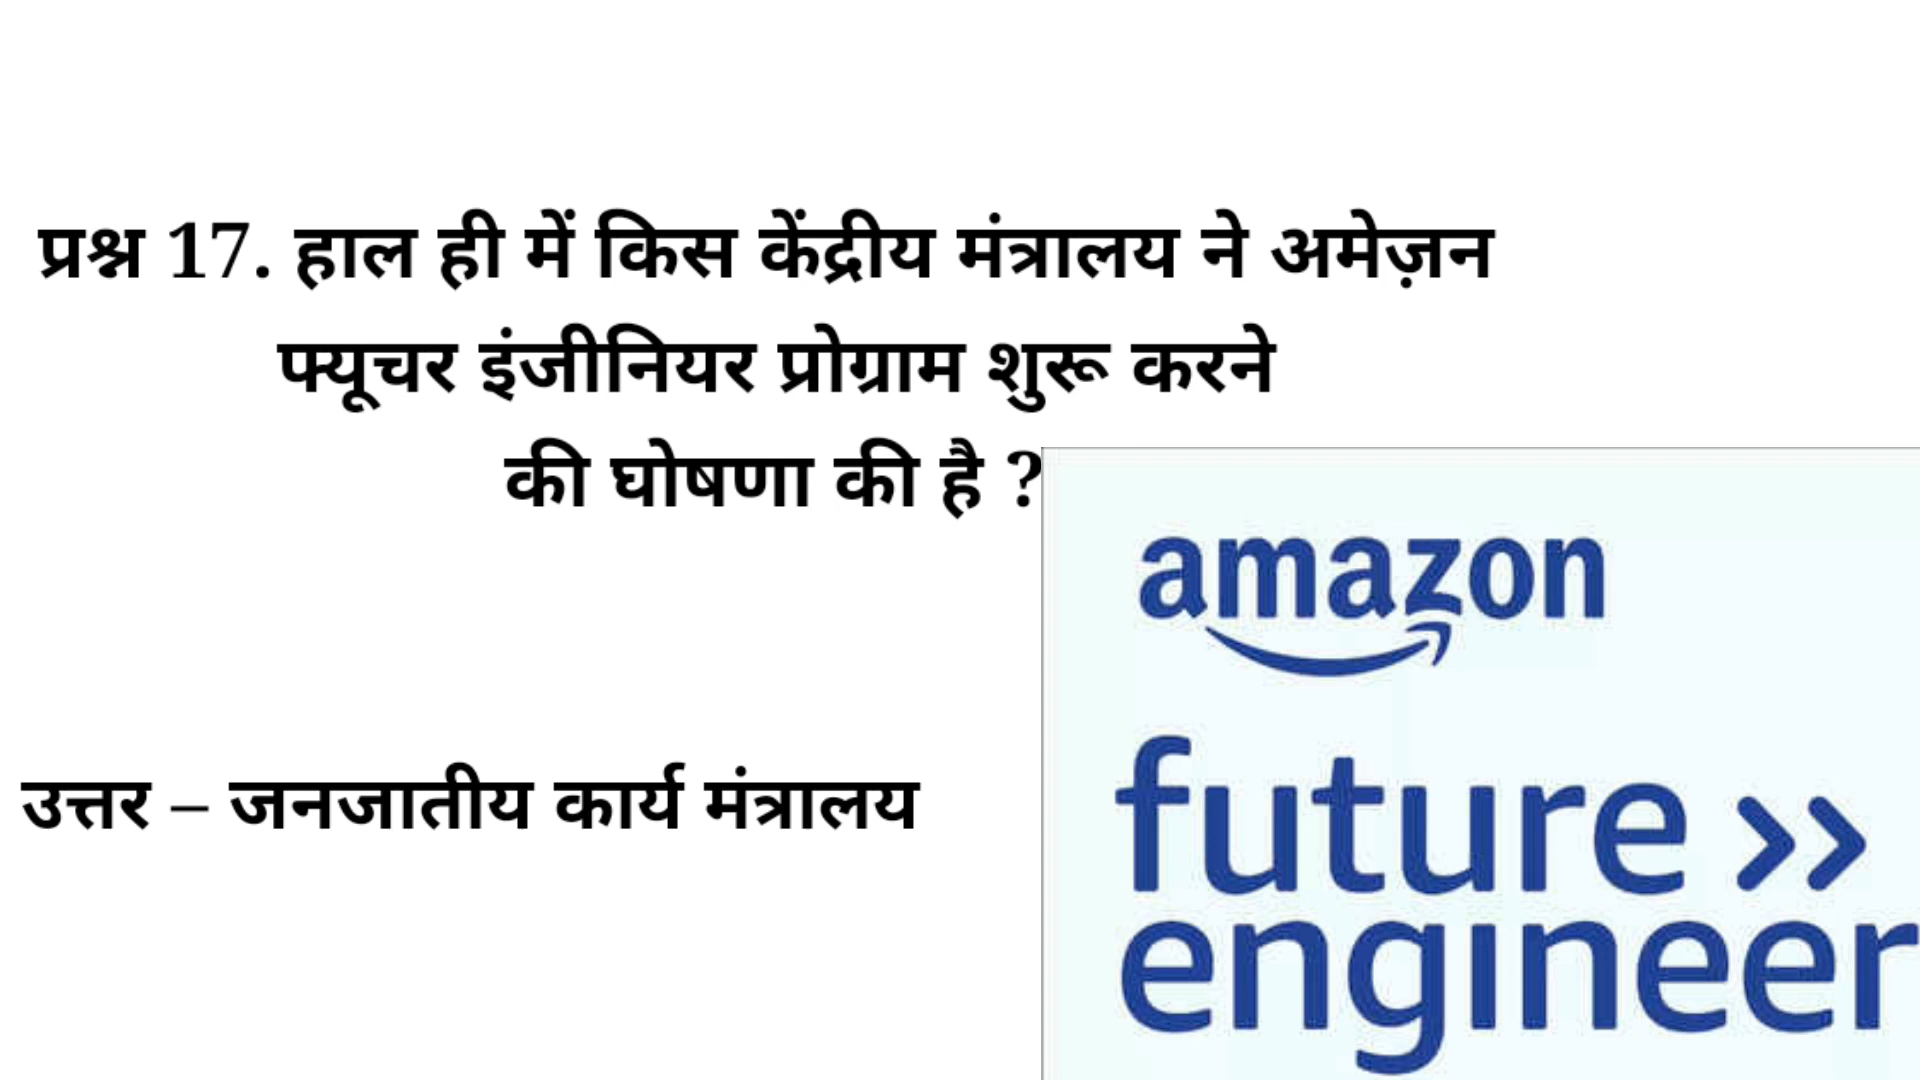 प्रश्न 17. हाल ही में किस केंद्रीय मंत्रालय ने अमेज़न
फ्यूचर इंजीनियर प्रोग्राम शुरू करने
की घोषणा की है ?
amazon
future >>
engineer
उत्तर – जनजातीय कार्य मंत्रालय